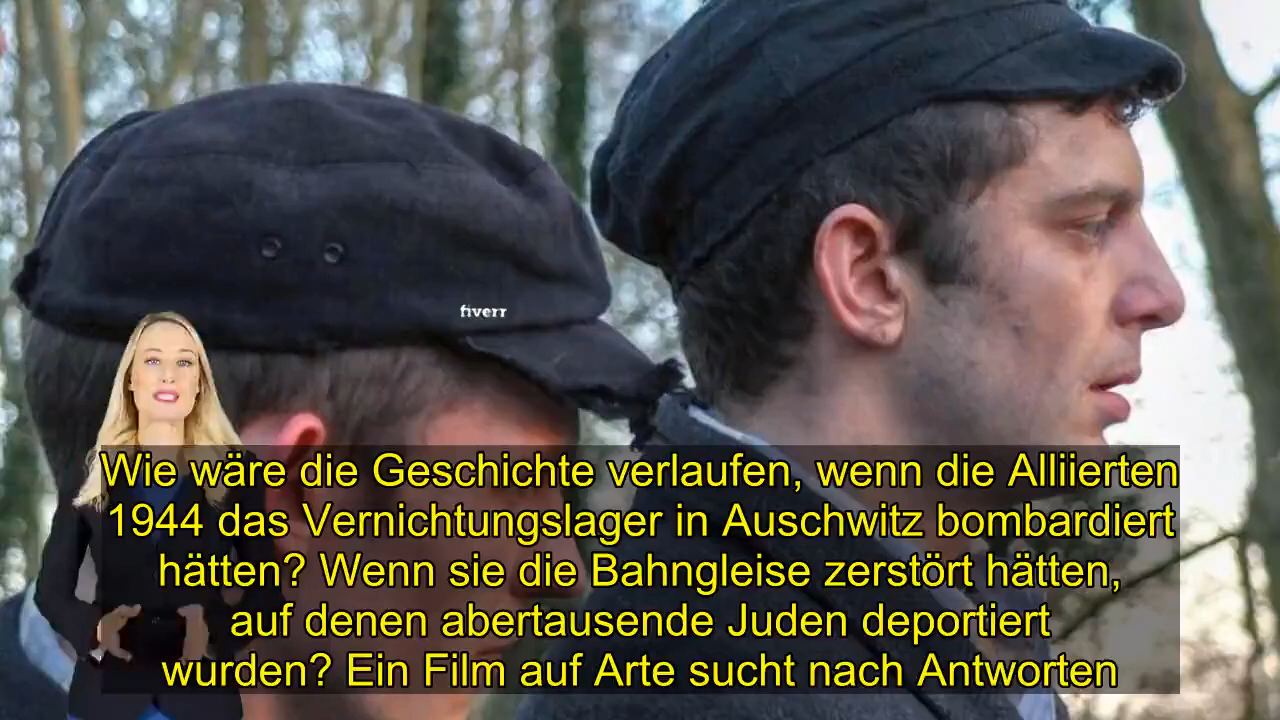 fiverr
Wie wäre die Geschichte verlaufen, wenn die Alliierten
1944 das Vernichtungslager in Auschwitz bombardiert
hätten? Wenn sie die Bahngleise zerstört hätten,
auf denen abertausende Juden deportiert
wurden? Ein Film auf Arte sucht nach Antworten